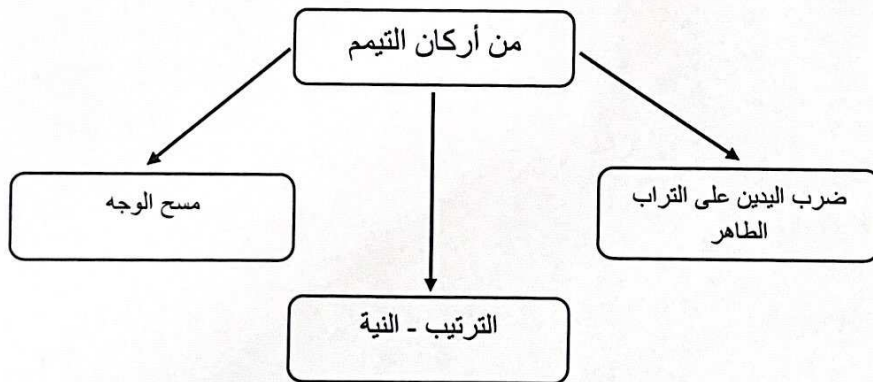 من أركان التيمم
ضرب اليدين على التراب
الطاهر
مسح الوجه
الترتيب - النية